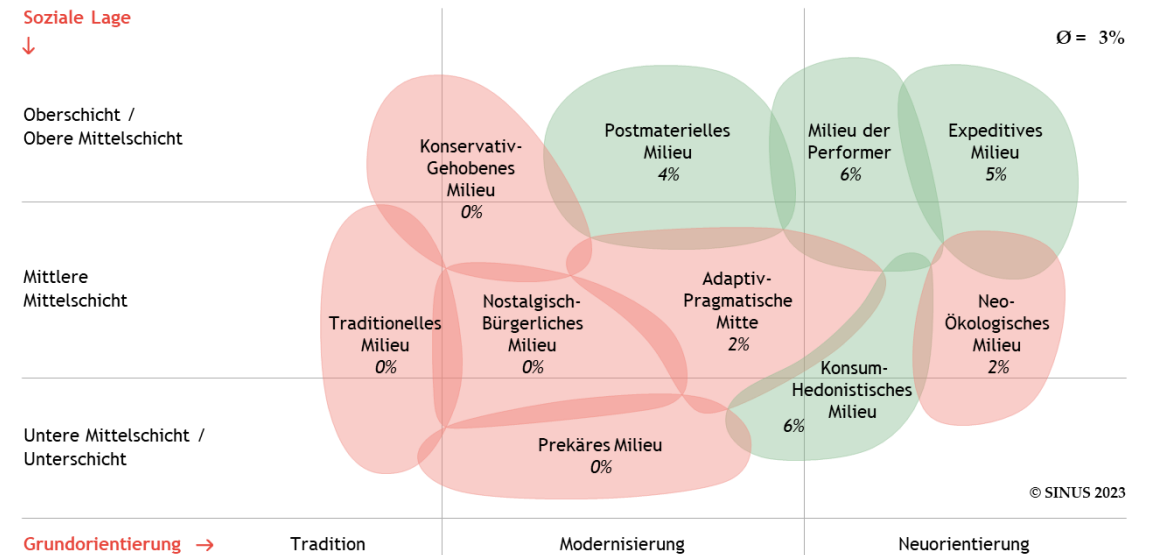 Soziale Lage
↓
Ø = 3%
Oberschicht /
Obere Mittelschicht
Konservativ-
Gehobenes
Milieu
0%
Postmaterielles
Milieu
4%
Milieu der
Performer
6%
Expeditives
Milieu
5%
Mittlere
Mittelschicht
Traditionelles
Milieu
0%
Nostalgisch-
Bürgerliches
Milieu
0%
Adaptiv-
Pragmatische
Mitte
2%
Neo-
Ökologisches
Milieu
2%
Konsum-
Hedonistisches
Milieu
6%
Untere Mittelschicht /
Unterschicht
Prekäres Milieu
0%
© SINUS 2023
Grundorientierung →
Tradition
Modernisierung
Neuorientierung